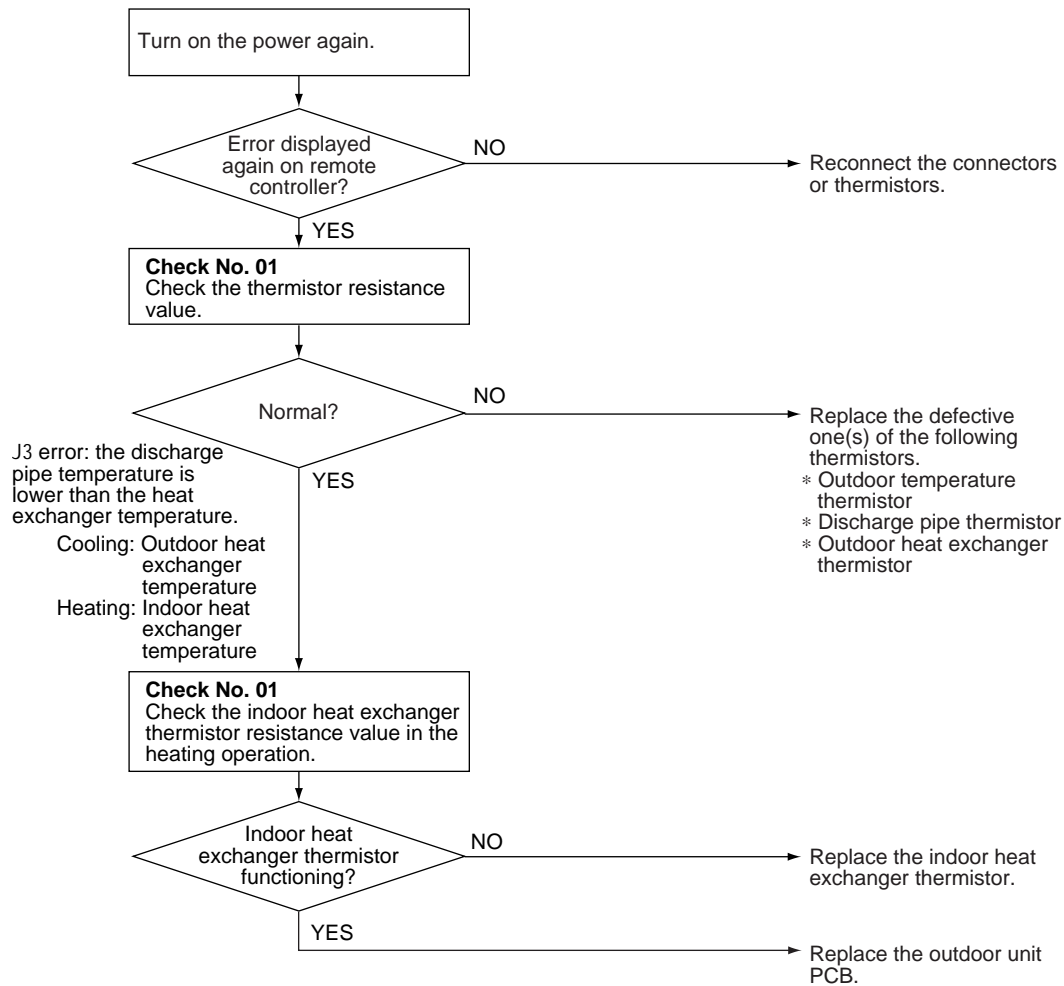 Turn on the power again.
Error displayed
again on remote
controller?
NO
Reconnect the connectors
or thermistors.
YES
Check No. 01
Check the thermistor resistance
value.
Normal?
NO
Replace the defective
one(s) of the following
thermistors.
* Outdoor temperature
thermistor
* Discharge pipe thermistor
* Outdoor heat exchanger
thermistor
YES
J3 error: the discharge
pipe temperature is
lower than the heat
exchanger temperature.
Cooling: Outdoor heat
exchanger
temperature
Heating: Indoor heat
exchanger
temperature
Check No. 01
Check the indoor heat exchanger
thermistor resistance value in the
heating operation.
Indoor heat
exchanger thermistor
functioning?
NO
Replace the indoor heat
exchanger thermistor.
YES
Replace the outdoor unit
PCB.